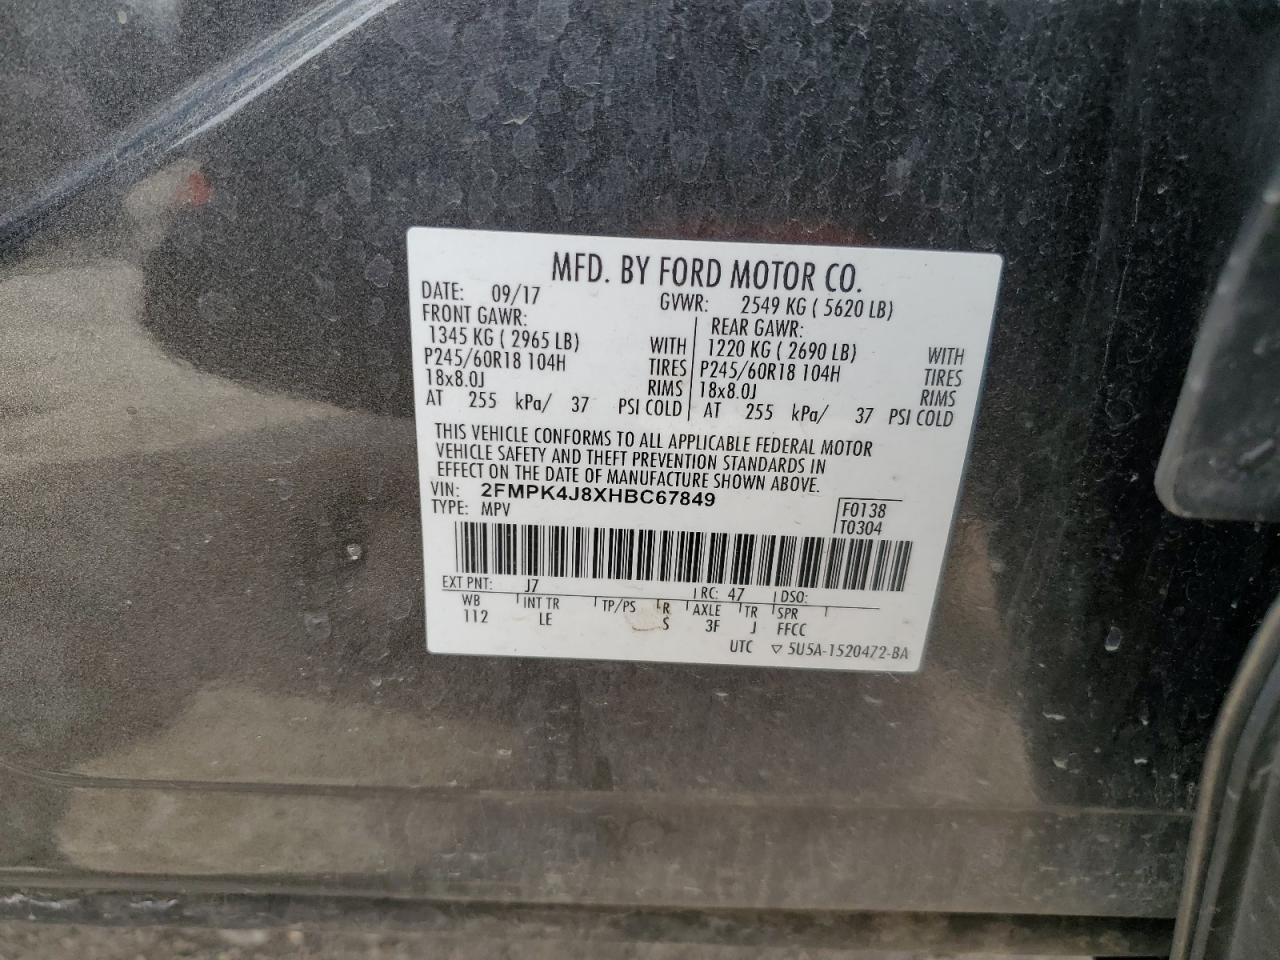 MFD. BY FORD MOTOR CO.
DATE: 09/17 GVWR: 2549 KG ( 5620 LB)
FRONT GAWR: REAR GAWR:
1345 KG ( 2965 LB) WITH 1220 KG ( 2690 LB) WITH
P245/60R18 104H TIRES P245/60R18 104H TIRES
18x8.0J RIMS 18x8.0J RIMS
AT 255 kPa/ 37 PSI COLD AT 255 kPa/ 37 PSI COLD
THIS VEHICLE CONFORMS TO ALL APPLICABLE FEDERAL MOTOR
VEHICLE SAFETY AND THEFT PREVENTION STANDARDS IN
EFFECT ON THE DATE OF MANUFACTURE SHOWN ABOVE.
VIN: 2FMPK4J8XHBC67849
TYPE: MPV F0138
T0304
EXT PNT: J7 RC: 47 DSO:
WB INT TR TP/PS R AXLE TR SPR
112 LE S 3F J FFCC
UTC ▽ 5U5A-1520472-BA